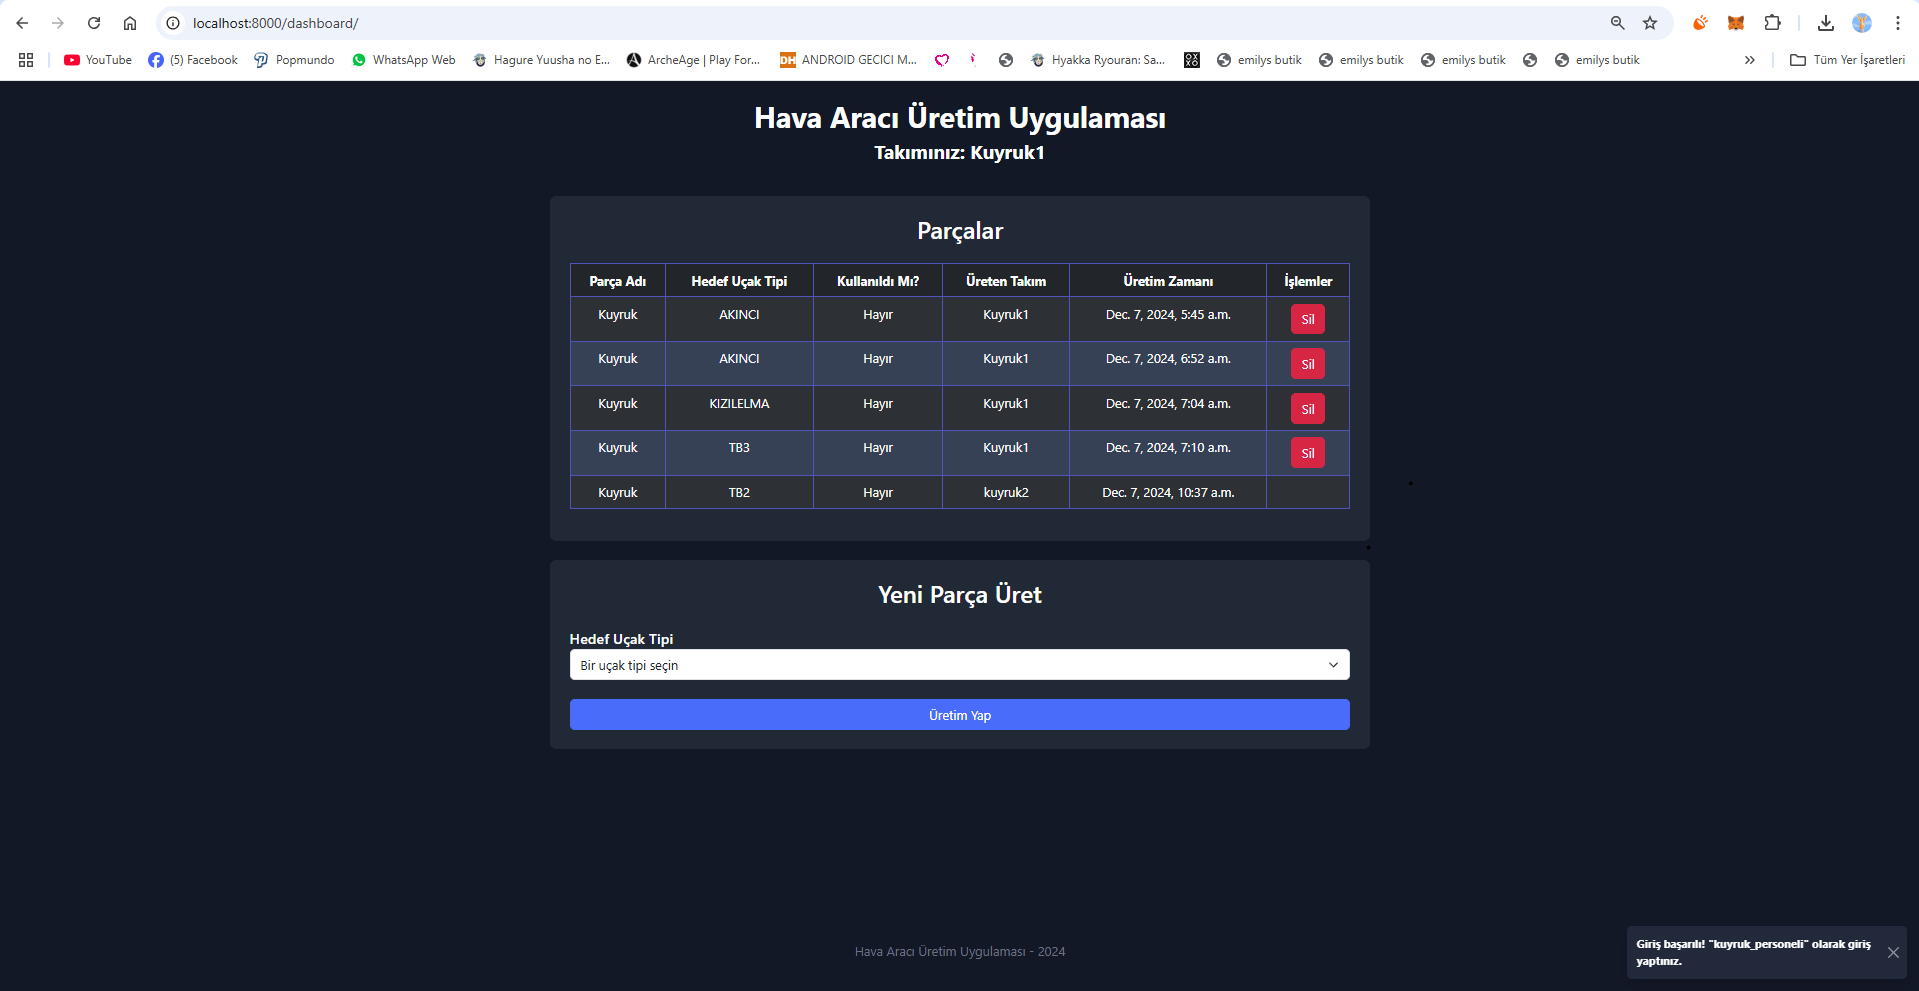 localhost:8000/dashboard/
YouTube (5) Facebook Popmundo WhatsApp Web Hagure Yuusha no E... ArcheAge | Play For... DH ANDROID GECICI M... Hyakka Ryouran: Sa... emilys butik emilys butik emilys butik emilys butik » Tüm Yer İşaretleri
Hava Aracı Üretim Uygulaması
Takımınız: Kuyruk1
Parçalar
Parça Adı Hedef Uçak Tipi Kullanıldı Mı? Üreten Takım Üretim Zamanı İşlemler
Kuyruk AKINCI Hayır Kuyruk1 Dec. 7, 2024, 5:45 a.m. Sil
Kuyruk AKINCI Hayır Kuyruk1 Dec. 7, 2024, 6:52 a.m. Sil
Kuyruk KIZILELMA Hayır Kuyruk1 Dec. 7, 2024, 7:04 a.m. Sil
Kuyruk TB3 Hayır Kuyruk1 Dec. 7, 2024, 7:10 a.m. Sil
Kuyruk TB2 Hayır kuyruk2 Dec. 7, 2024, 10:37 a.m.
Yeni Parça Üret
Hedef Uçak Tipi
Bir uçak tipi seçin
Üretim Yap
Hava Aracı Üretim Uygulaması - 2024
Giriş başarılı! "kuyruk_personeli" olarak giriş
yaptınız.